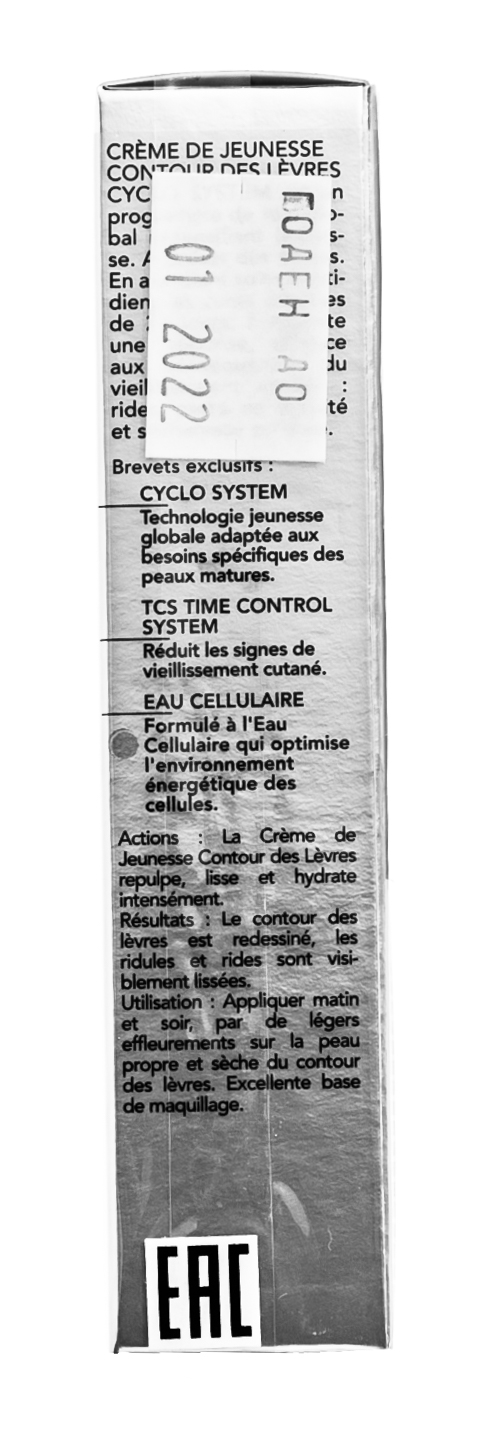 CRÈME DE JEUNESSE
CONTOUR DES LÈVRES
ГОДЕН ДО
01 2022
Brevets exclusifs :
CYCLO SYSTEM
Technologie jeunesse
globale adaptée aux
besoins spécifiques des
peaux matures.
TCS TIME CONTROL
SYSTEM
Réduit les signes de
vieillissement cutané.
EAU CELLULAIRE
Formulé à l'Eau
Cellulaire qui optimise
l'environnement
énergétique des
cellules.
Actions : La Crème de
Jeunesse Contour des Lèvres
repulpe, lisse et hydrate
intensément.
Résultats : Le contour des
lèvres est redessiné, les
ridules et rides sont visi-
blement lissées.
Utilisation : Appliquer matin
et soir, par de légers
effleurements sur la peau
propre et sèche du contour
des lèvres. Excellente base
de maquillage.
EAC